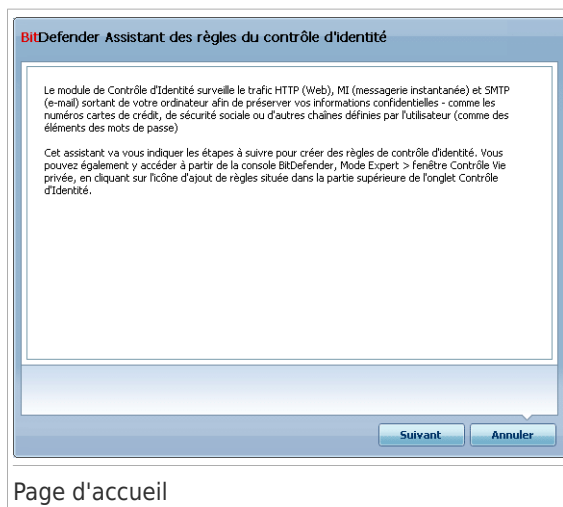 BitDefender Assistant des règles du contrôle d'identité
Le module de Contrôle d'Identité surveille le trafic HTTP (Web), MI (messagerie instantanée) et SMTP
(e-mail) sortant de votre ordinateur afin de préserver vos informations confidentielles - comme les
numéros cartes de crédit, de sécurité sociale ou d'autres chaînes définies par l'utilisateur (comme des
éléments des mots de passe)
Cet assistant va vous indiquer les étapes à suivre pour créer des règles de contrôle d'identité. Vous
pouvez également y accéder à partir de la console BitDefender, Mode Expert > fenêtre Contrôle Vie
privée, en cliquant sur l'icône d'ajout de règles située dans la partie supérieure de l'onglet Contrôle
d'Identité.
Suivant
Annuler
Page d'accueil